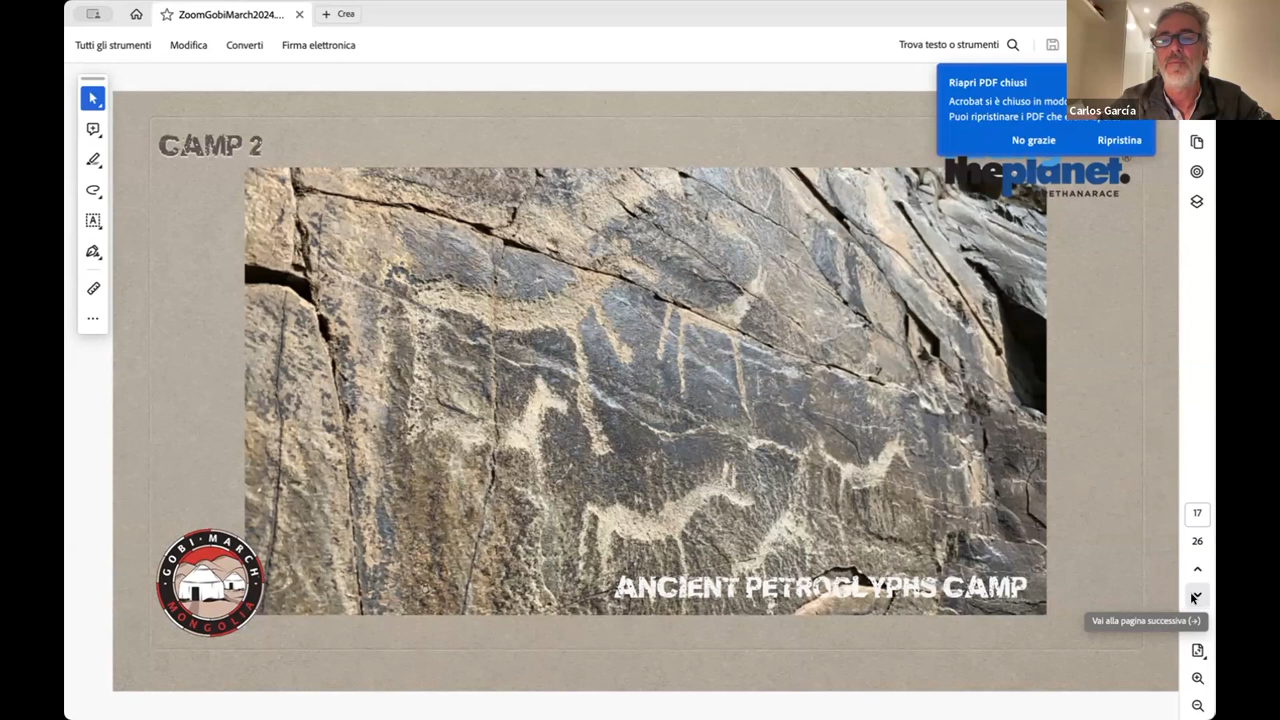 ZoomGobiMarch2024....
Crea
Tutti gli strumenti
Modifica
Converti
Firma elettronica
Trova testo o strumenti
Riapri PDF chiusi
Acrobat si è chiuso in mod
Puoi ripristinare i PDF che
No grazie
Ripristina
Carlos García
CAMP 2
theplanet.
ANCIENT PETROGLYPHS CAMP
GOBI · MARCH
MONGOLIA
17
26
Vai alla pagina successiva (→)